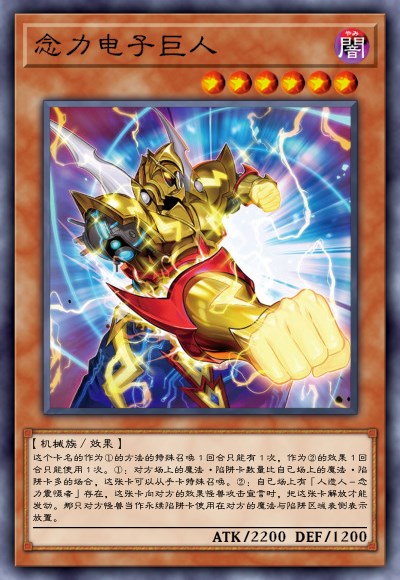 念力电子巨人
やみ
闇
【机械族／效果】
这个卡名的作为①的方法的特殊召唤１回合只能有１次，作为②的效果１回
合只能使用１次。①：对方场上的魔法·陷阱卡数量比自己场上的魔法·陷
阱卡多的场合，这张卡可以从手卡特殊召唤。②：自己场上有「人造人－念
力震慑者」存在，这张卡向对方的效果怪兽攻击宣言时，把这张卡解放才能
发动。那只对方怪兽当作永续陷阱卡使用在对方的魔法与陷阱区域表侧表示
放置。
ATK/2200 DEF/1200